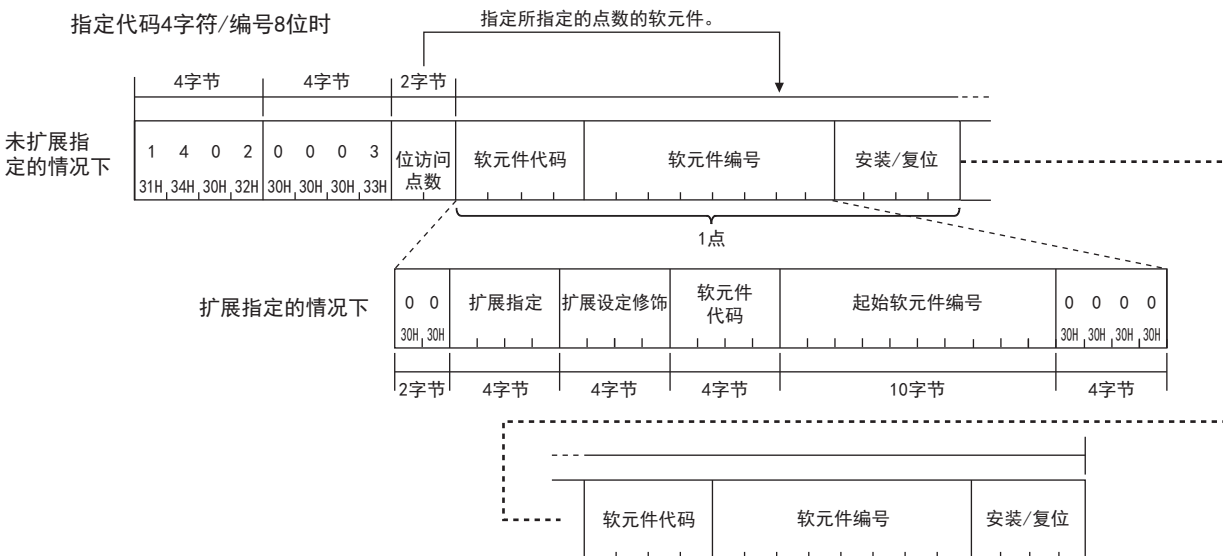 指定代码4字符/编号8位时
指定所指定的点数的软元件。
4字节 4字节 2字节
未扩展指
定的情况下
1 4 0 2 0 0 0 3
31H 34H 30H 32H 30H 30H 30H 33H
位访问
点数
软元件代码 软元件编号 安装/复位
1点
扩展指定的情况下
0 0
30H 30H
扩展指定 扩展设定修饰
软元件
代码
起始软元件编号
0 0 0 0
30H 30H 30H 30H
2字节 4字节 4字节 4字节 10字节 4字节
软元件代码 软元件编号 安装/复位